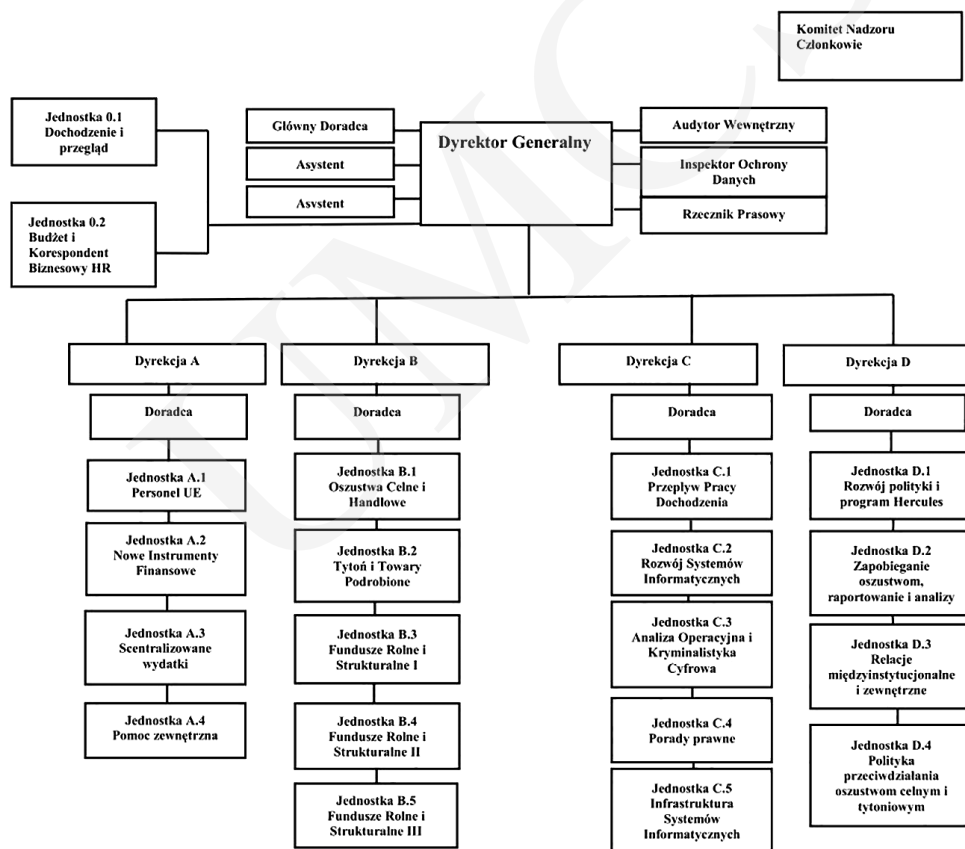 Komitet Nadzoru
Członkowie
Jednostka 0.1
Dochodzenie i
przegląd
Główny Doradca
Asystent
Asystent
Dyrektor Generalny
Audytor Wewnętrzny
Inspektor Ochrony
Danych
Rzecznik Prasowy
Jednostka 0.2
Budżet i
Korespondent
Biznesowy HR
Dyrekcja A
Doradca
Jednostka A.1
Personel UE
Jednostka A.2
Nowe Instrumenty
Finansowe
Jednostka A.3
Scentralizowane
wydatki
Jednostka A.4
Pomoc zewnętrzna
Dyrekcja B
Doradca
Jednostka B.1
Oszustwa Celne i
Handlowe
Jednostka B.2
Tytoń i Towary
Podrobione
Jednostka B.3
Fundusze Rolne i
Strukturalne I
Jednostka B.4
Fundusze Rolne i
Strukturalne II
Jednostka B.5
Fundusze Rolne i
Strukturalne III
Dyrekcja C
Doradca
Jednostka C.1
Przepływ Pracy
Dochodzenia
Jednostka C.2
Rozwój Systemów
Informatycznych
Jednostka C.3
Analiza Operacyjna i
Kryminalistyka
Cyfrowa
Jednostka C.4
Porady prawne
Jednostka C.5
Infrastruktura
Systemów
Informatycznych
Dyrekcja D
Doradca
Jednostka D.1
Rozwój polityki i
program Hercules
Jednostka D.2
Zapobieganie
oszustwom,
raportowanie i analizy
Jednostka D.3
Relacje
międzyinstytucjonalne
i zewnętrzne
Jednostka D.4
Polityka
przeciwdziałania
oszustwom celnym i
tytoniowym
UMCS